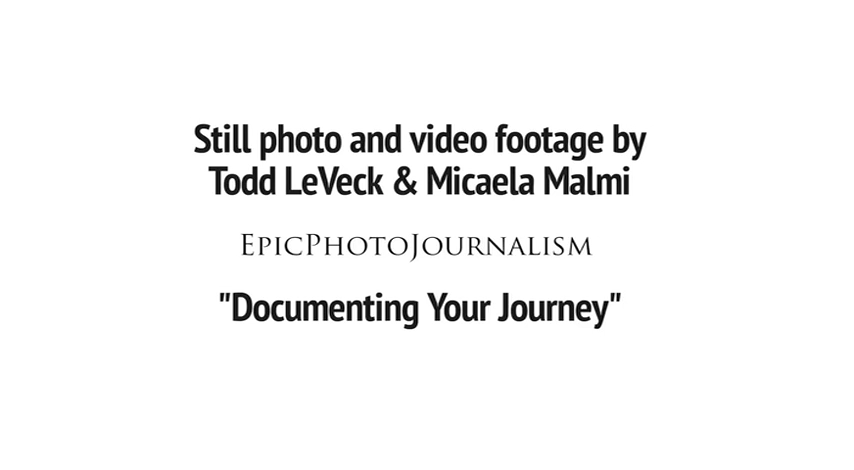 Still photo and video footage by
Todd LeVeck & Micaela Malmi
EpicPhotoJournalism
"Documenting Your Journey"